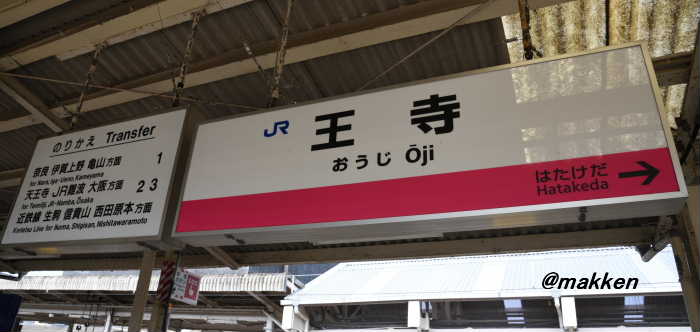 のりかえ Transfer
奈良 伊賀上野 亀山方面 1
for Nara, Iga-Ueno, Kameyama
天王寺 JR難波 大阪方面 2 3
for Tennōji, JR-Namba, Ōsaka
近鉄線 生駒 信貴山 西田原本方面
Kintetsu Line for Ikoma, Shigisan, Nishitawaramoto
JR 王寺
おうじ Ōji
はたけだ
Hatakeda
@makken